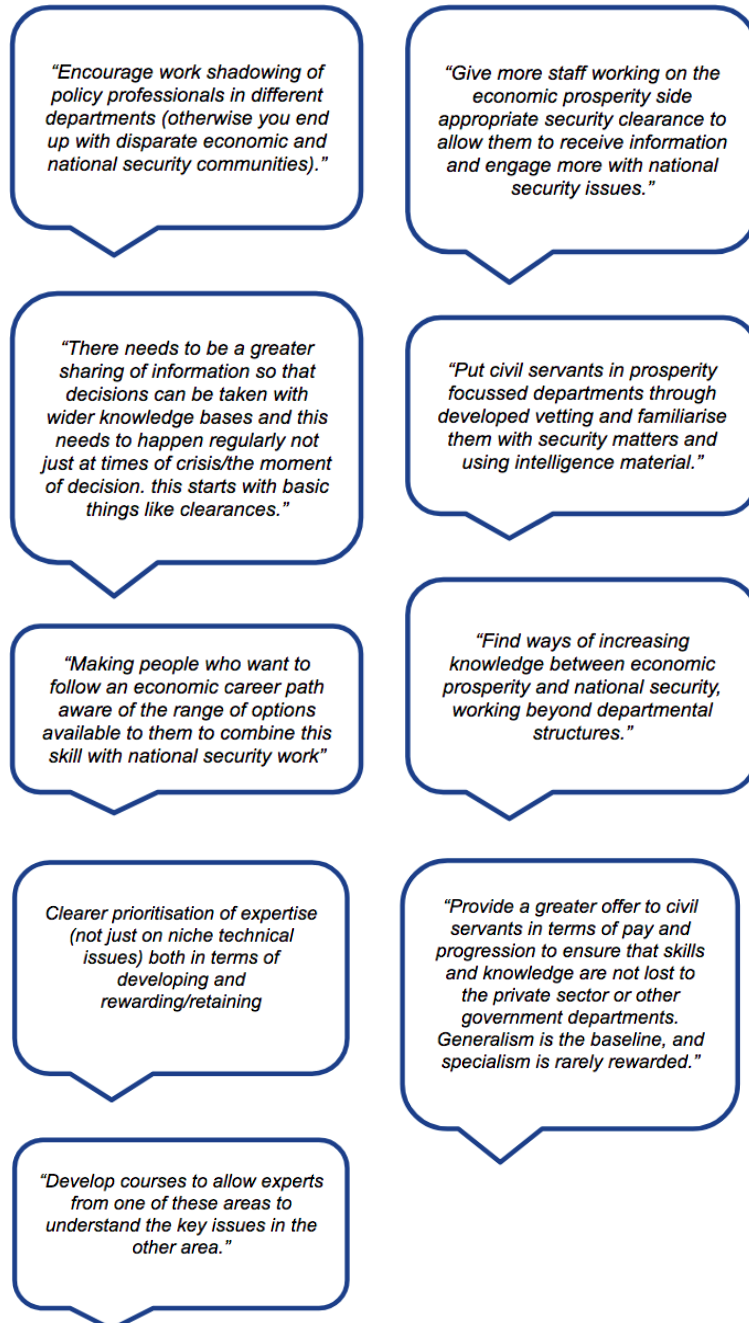 “Encourage work shadowing of
policy professionals in different
departments (otherwise you end
up with disparate economic and
national security communities).”
“Give more staff working on the
economic prosperity side
appropriate security clearance to
allow them to receive information
and engage more with national
security issues.”
“There needs to be a greater
sharing of information so that
decisions can be taken with
wider knowledge bases and this
needs to happen regularly not
just at times of crisis/the moment
of decision. this starts with basic
things like clearances.”
“Put civil servants in prosperity
focussed departments through
developed vetting and familiarise
them with security matters and
using intelligence material.”
“Making people who want to
follow an economic career path
aware of the range of options
available to them to combine this
skill with national security work”
“Find ways of increasing
knowledge between economic
prosperity and national security,
working beyond departmental
structures.”
Clearer prioritisation of expertise
(not just on niche technical
issues) both in terms of
developing and
rewarding/retaining
“Provide a greater offer to civil
servants in terms of pay and
progression to ensure that skills
and knowledge are not lost to
the private sector or other
government departments.
Generalism is the baseline, and
specialism is rarely rewarded.”
“Develop courses to allow experts
from one of these areas to
understand the key issues in the
other area.”